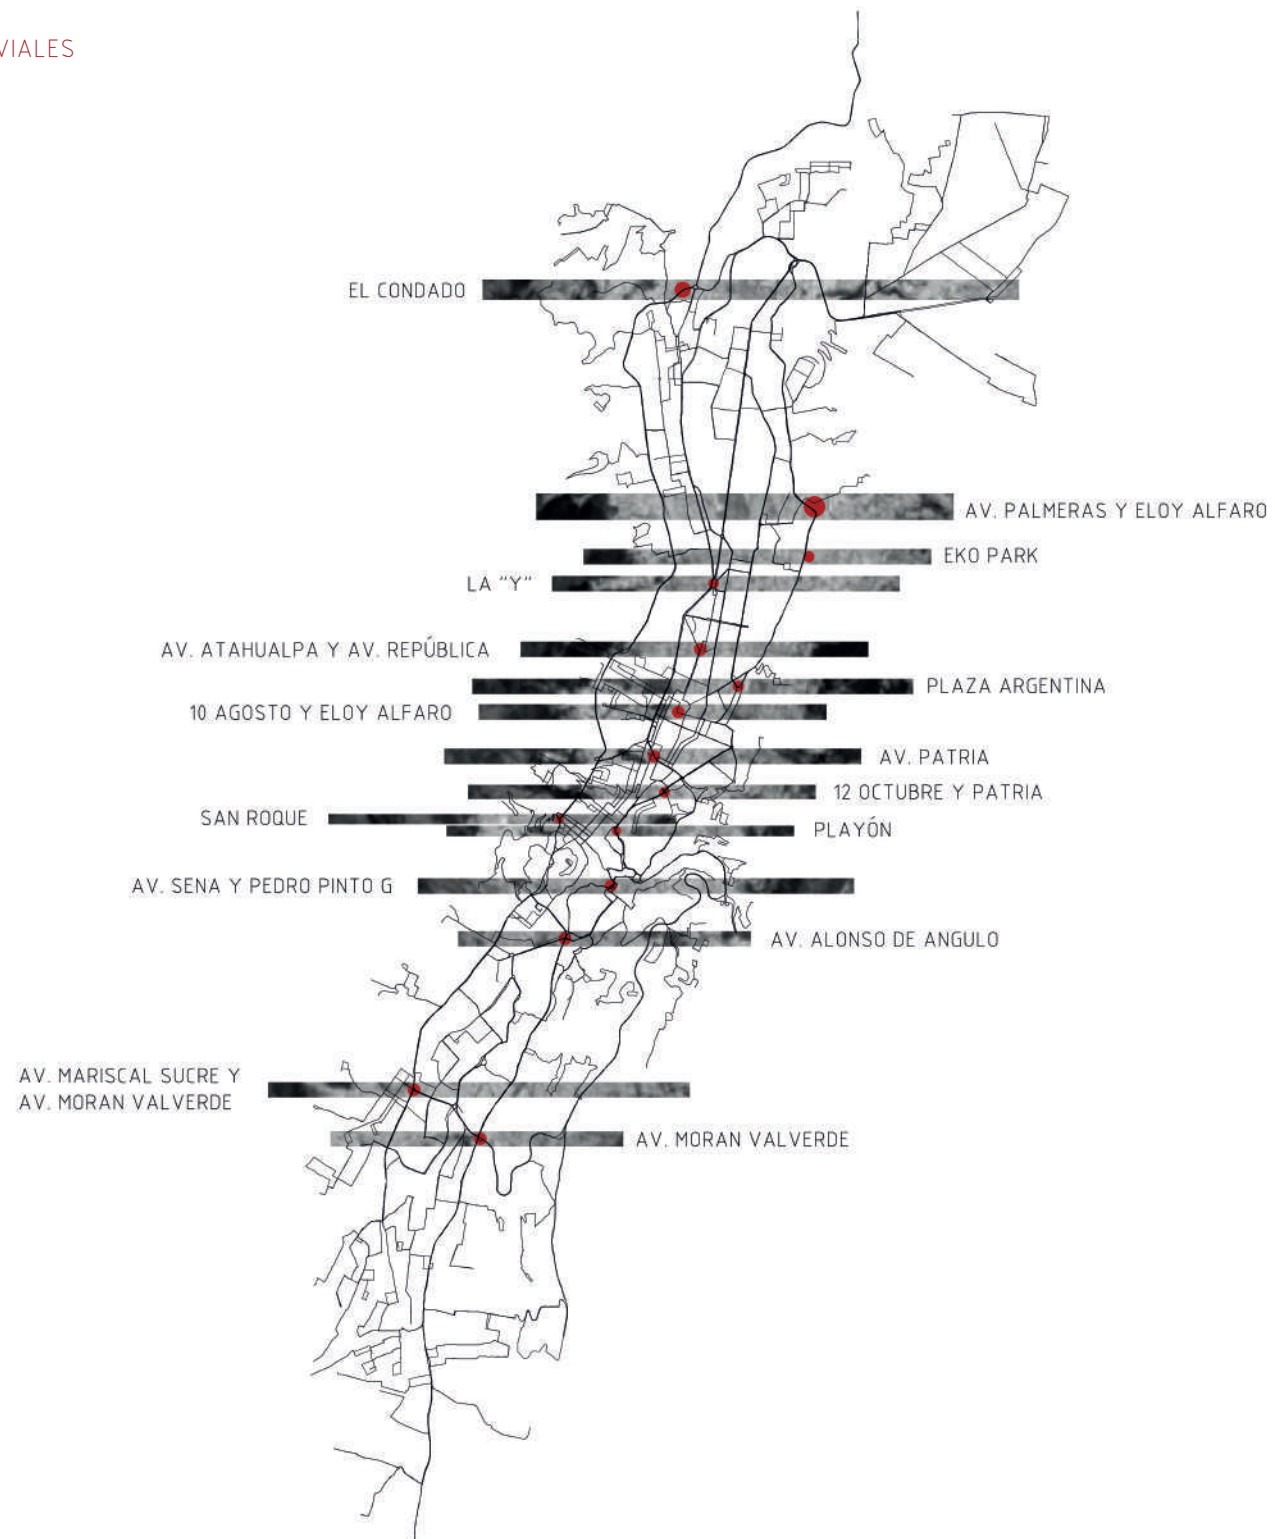 VIALES
EL CONDADO
AV. PALMERAS Y ELOY ALFARO
EKO PARK
LA "Y"
AV. ATAHUALPA Y AV. REPÚBLICA
PLAZA ARGENTINA
10 AGOSTO Y ELOY ALFARO
AV. PATRIA
12 OCTUBRE Y PATRIA
SAN ROQUE
PLAYÓN
AV. SENA Y PEDRO PINTO G
AV. ALONSO DE ANGULO
AV. MARISCAL SUCRE Y
AV. MORAN VALVERDE
AV. MORAN VALVERDE